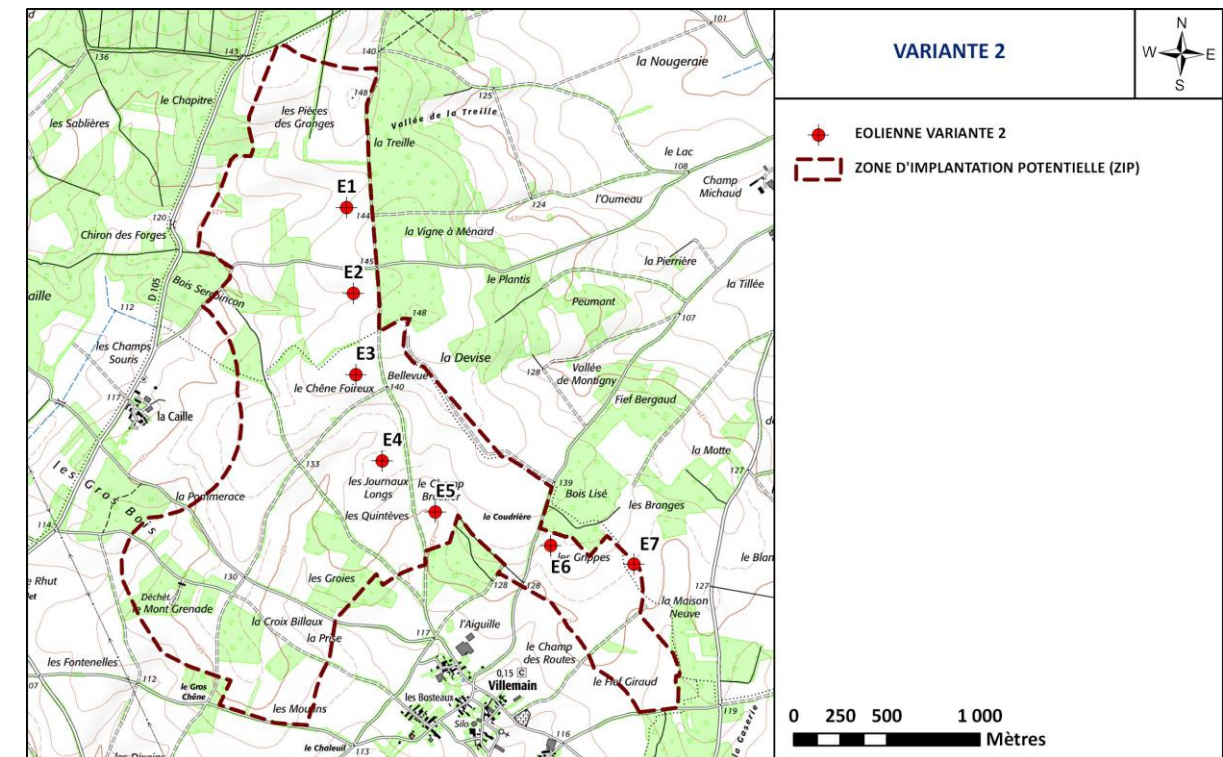 VARIANTE 2
N
W
E
S
EOLIENNE VARIANTE 2
ZONE D'IMPLANTATION POTENTIELLE (ZIP)
0 250 500 1 000
Mètres
136
143
140
101
la Nougeraie
le Chapitre
148
125
les Pièces
des Granges
Vallée de la Treille
les Sablières
la Treille
le Lac
108
Champ
Michaud
E1
144
124
l'Oumeau
120
Chiron des Forges
la Vigne à Ménard
145
la Pierrière
E2
le Plantis
la Tillée
Bois Serpincon
D 105
112
Peumant
148
107
les Champs
Souris
la Devise
E3
Bellevue
Vallée
de Montigny
128
le Chêne Foireux
140
117
la Caille
Fief Bergaud
E4
la Motte
133
127
les Gros Bois
la Pommerace
les Journaux
Longs
139
Bois Lisé
E5
les Branges
114
les Quintèves
la Coudrière
E6
les Grippes
E7
le Rhut
130
les Groies
128
128
127
Déchèt.
le Mont Grenade
la Maison
Neuve
la Croix Billaux
la Prise
117
l'Aiguille
le Champ
des Routes
les Fontenelles
112
0,15 C
Villemain
le Fief Giraud
le Gros
Chêne
les Bosteaux
les Moulins
Silo
119
116
le Chaleuil
113
la Gaserie